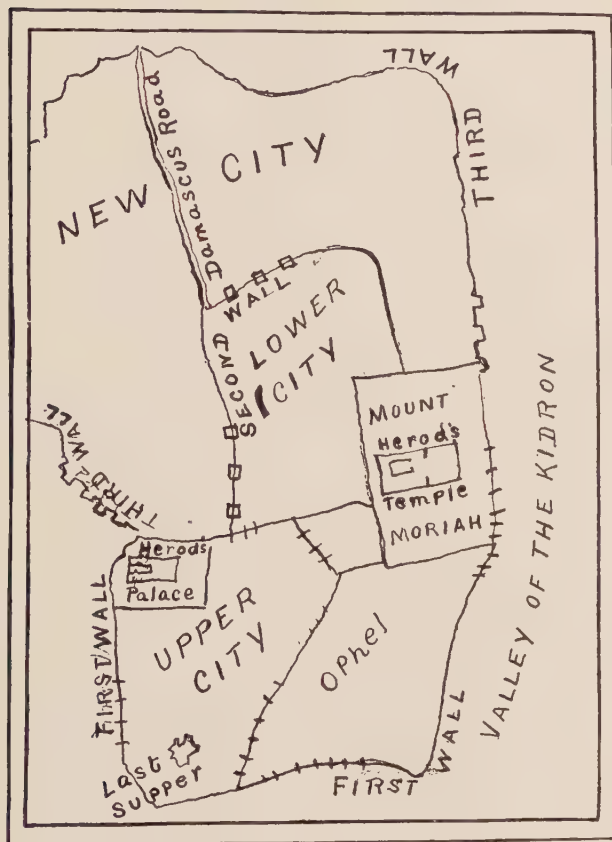 WALL
THIRD
Damascus Road
NEW CITY
SECOND WALL
LOWER
CITY
THIRD WALL
MOUNT
Herod's
Temple
MORIAH
VALLEY OF THE KIDRON
Herods
Palace
FIRST WALL
UPPER
CITY
Ophel
Last
Supper
FIRST
WALL